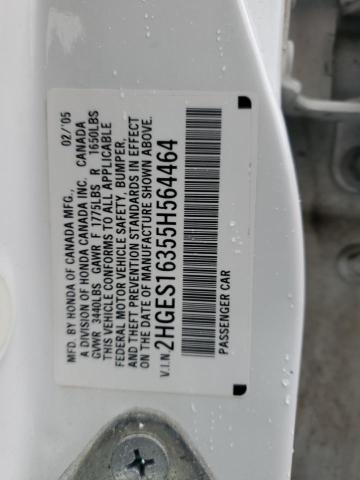 MFD. BY HONDA OF CANADA MFG., 02/'05
A DIVISION OF HONDA CANADA INC. CANADA
GVWR 3440LBS GAWR F 1775LBS R 1650LBS
THIS VEHICLE CONFORMS TO ALL APPLICABLE
FEDERAL MOTOR VEHICLE SAFETY, BUMPER,
AND THEFT PREVENTION STANDARDS IN EFFECT
ON THE DATE OF MANUFACTURE SHOWN ABOVE.
V.I.N 2HGES16355H564464
PASSENGER CAR